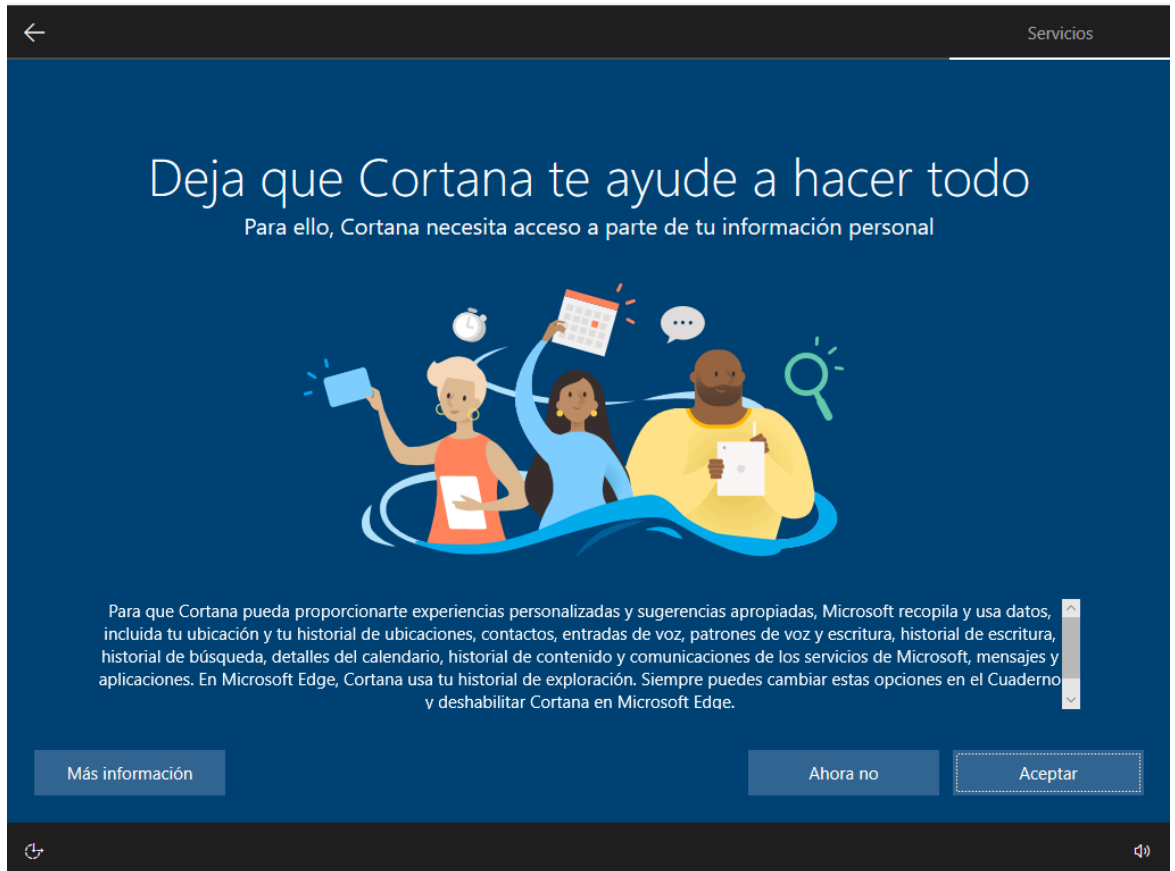 Servicios
Deja que Cortana te ayude a hacer todo
Para ello, Cortana necesita acceso a parte de tu información personal
Para que Cortana pueda proporcionarte experiencias personalizadas y sugerencias apropiadas, Microsoft recopila y usa datos,
incluida tu ubicación y tu historial de ubicaciones, contactos, entradas de voz, patrones de voz y escritura, historial de escritura,
historial de búsqueda, detalles del calendario, historial de contenido y comunicaciones de los servicios de Microsoft, mensajes y
aplicaciones. En Microsoft Edge, Cortana usa tu historial de exploración. Siempre puedes cambiar estas opciones en el Cuaderno
y deshabilitar Cortana en Microsoft Edge.
Más información
Ahora no
Aceptar